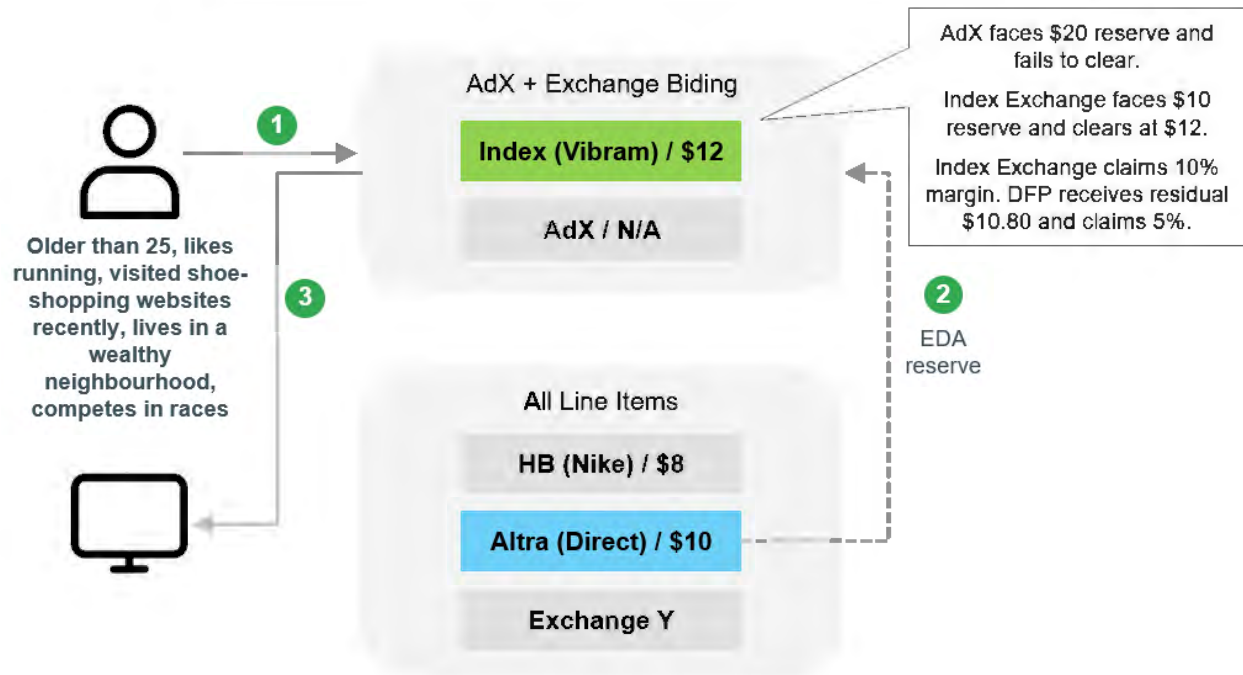 AdX faces $20 reserve and
fails to clear.
Index Exchange faces $10
reserve and clears at $12.
Index Exchange claims 10%
margin. DFP receives residual
$10.80 and claims 5%.
AdX + Exchange Biding
1
Index (Vibram) / $12
AdX / N/A
Older than 25, likes
running, visited shoe-
shopping websites
recently, lives in a
wealthy
neighbourhood,
competes in races
3
2
EDA
reserve
All Line Items
HB (Nike) / $8
Altra (Direct) / $10
Exchange Y